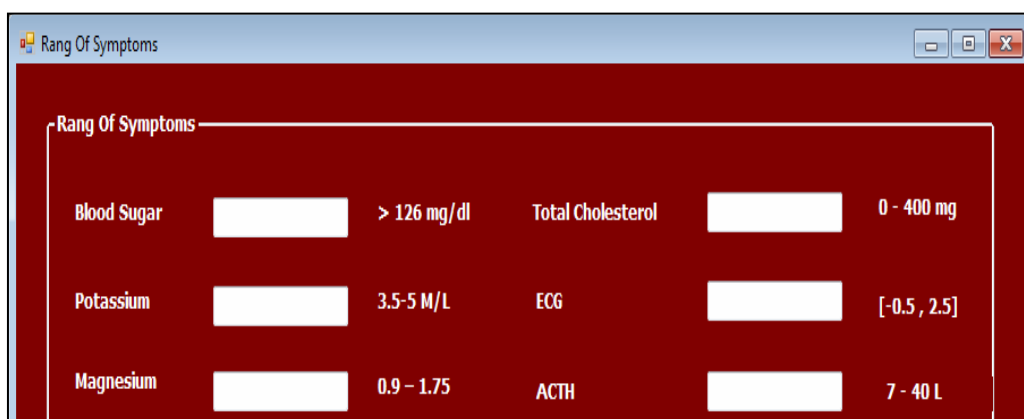 Rang Of Symptoms
Rang Of Symptoms
Blood Sugar > 126 mg/dl Total Cholesterol 0 - 400 mg
Potassium 3.5-5 M/L ECG [-0.5 , 2.5]
Magnesium 0.9 – 1.75 ACTH 7 - 40 L